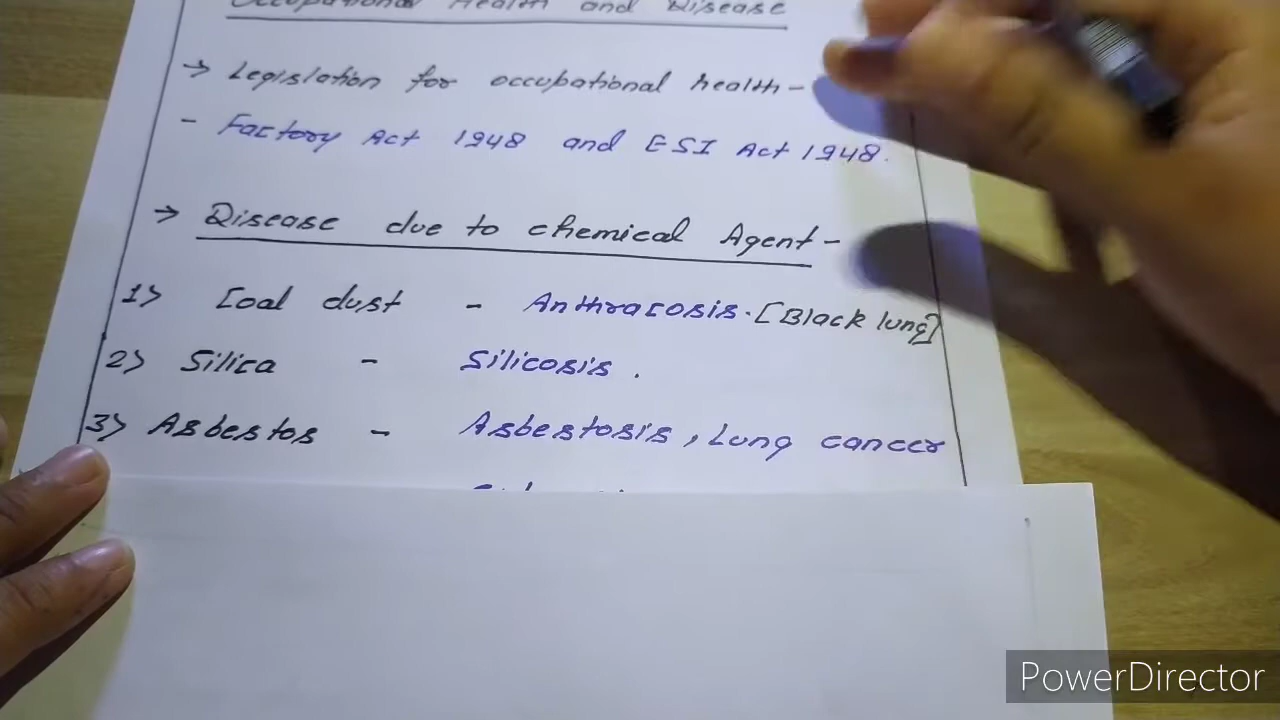 Occupational Health and Disease
→ Legislation for occupational health-
- Factory Act 1948 and ESI Act 1948.
→ Disease due to chemical Agent-
1> Coal dust - Anthracosis. [Black lung]
2> Silica - Silicosis.
3> Asbestos - Asbestosis, Lung cancer
PowerDirector